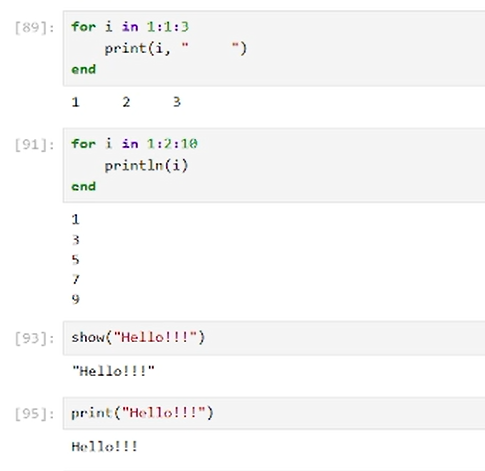 [89]:
for i in 1:1:3
    print(i, "     ")
end
1     2     3
[91]:
for i in 1:2:10
    println(i)
end
1
3
5
7
9
[93]:
show("Hello!!!")
"Hello!!!"
[95]:
print("Hello!!!")
Hello!!!